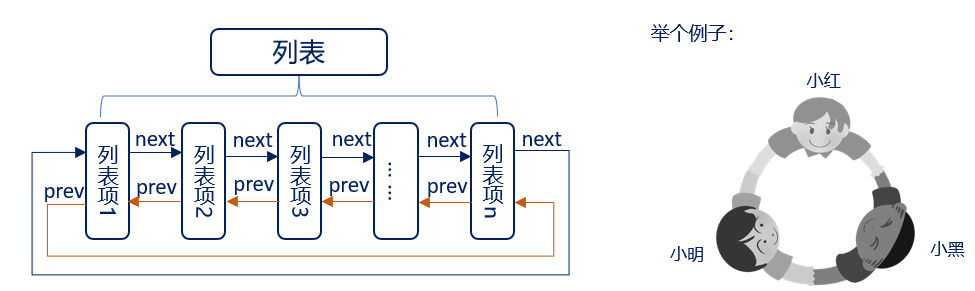 列表
举个例子：
小红
next
next
next
next
next
列表项1
列表项2
列表项3
……
列表项n
prev
prev
prev
prev
prev
小明
小黑